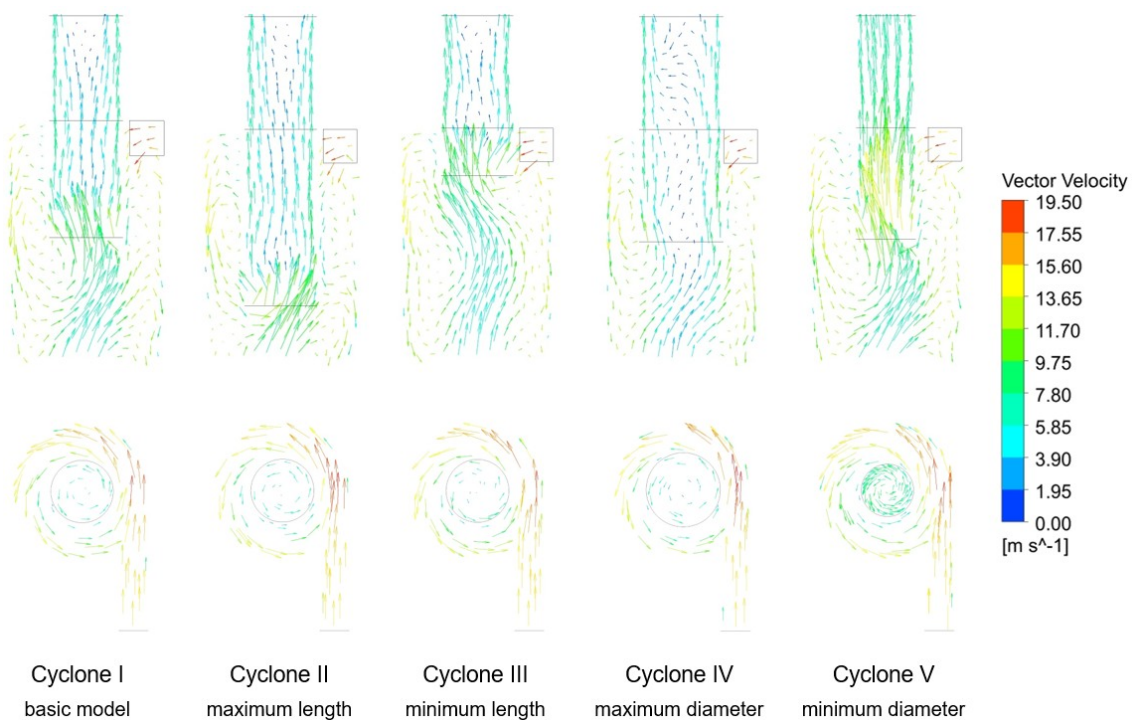 Vector Velocity
19.50
17.55
15.60
13.65
11.70
9.75
7.80
5.85
3.90
1.95
0.00
[m s^-1]
Cyclone I
Cyclone II
Cyclone III
Cyclone IV
Cyclone V
basic model
maximum length
minimum length
maximum diameter
minimum diameter